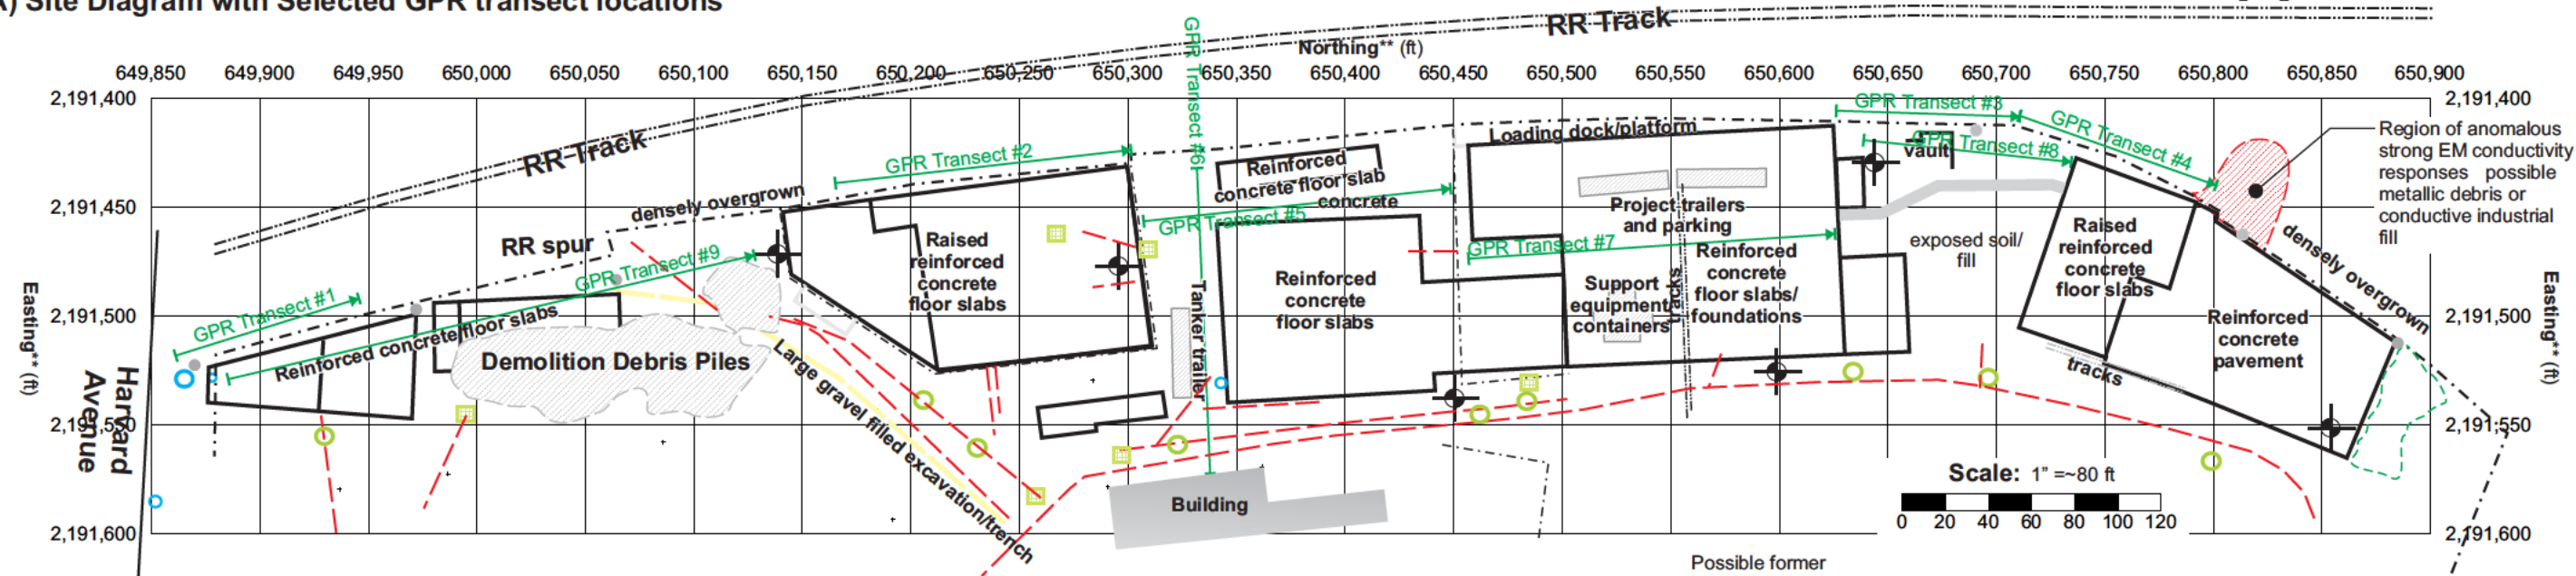 A) Site Diagram with Selected GPR transect locations
RR Track
Northing** (ft)
649,850 649,900 649,950 650,000 650,050 650,100 650,150 650,200 650,250 650,300 650,350 650,400 650,450 650,500 650,550 650,600 650,650 650,700 650,750 650,800 650,850 650,900
2,191,400
2,191,450
2,191,500
2,191,550
2,191,600
Easting** (ft)
Harvard
Avenue
RR Track
RR spur
densely overgrown
GPR Transect #1
GPR Transect #9
Reinforced concrete floor slabs
Demolition Debris Piles
Large gravel filled excavation/trench
GPR Transect #2
Raised
reinforced
concrete
floor slabs
GPR Transect #6
Tanker trailer
Building
Reinforced
concrete floor slab
concrete
GPR Transect #5
Reinforced
concrete
floor slabs
Loading dock/platform
Project trailers
and parking
GPR Transect #7
Support
equipment/
containers
tracks
Reinforced
concrete
floor slabs/
foundations
GPR Transect #3
GPR Transect #8
vault
GPR Transect #4
exposed soil/
fill
Raised
reinforced
concrete
floor slabs
tracks
Reinforced
concrete
pavement
densely overgrown
Region of anomalous
strong EM conductivity
responses possible
metallic debris or
conductive industrial
fill
2,191,400
2,191,500
2,191,550
2,191,600
Easting** (ft)
Scale: 1” =~80 ft
0 20 40 60 80 100 120
Possible former